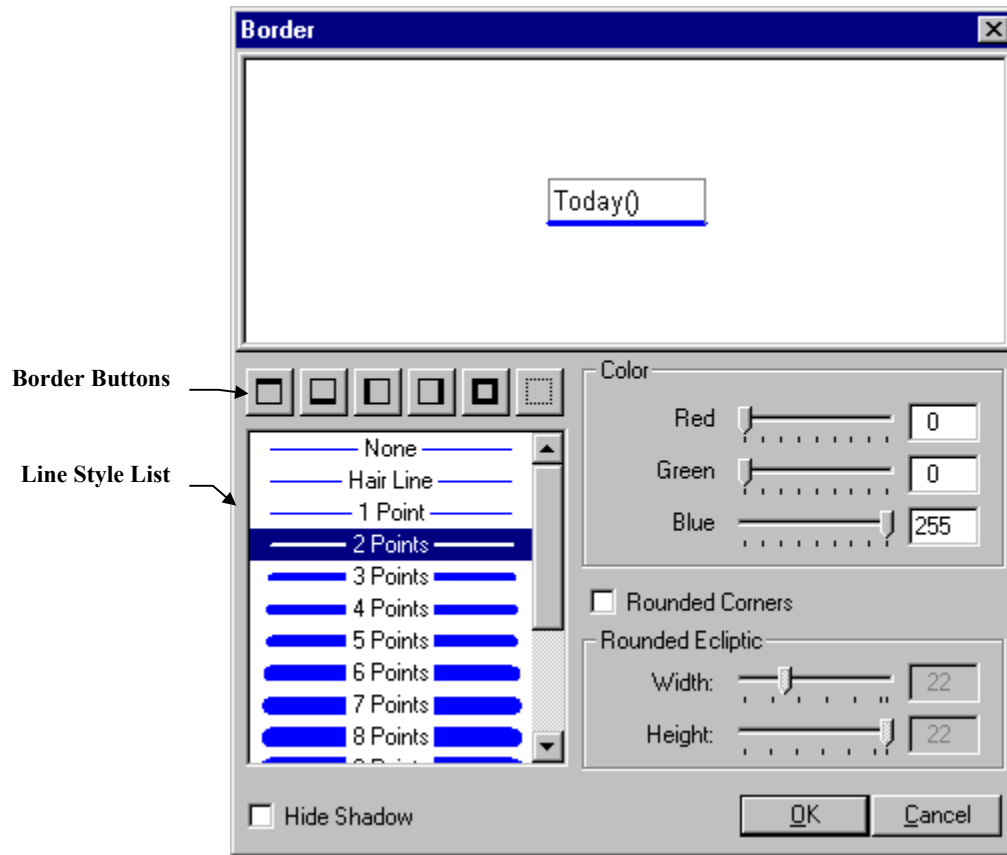 Border
Today()
Border Buttons
Line Style List
None
Hair Line
1 Point
2 Points
3 Points
4 Points
5 Points
6 Points
7 Points
8 Points
Hide Shadow
Color
Red 0
Green 0
Blue 255
Rounded Corners
Rounded Ecliptic
Width: 22
Height: 22
OK Cancel